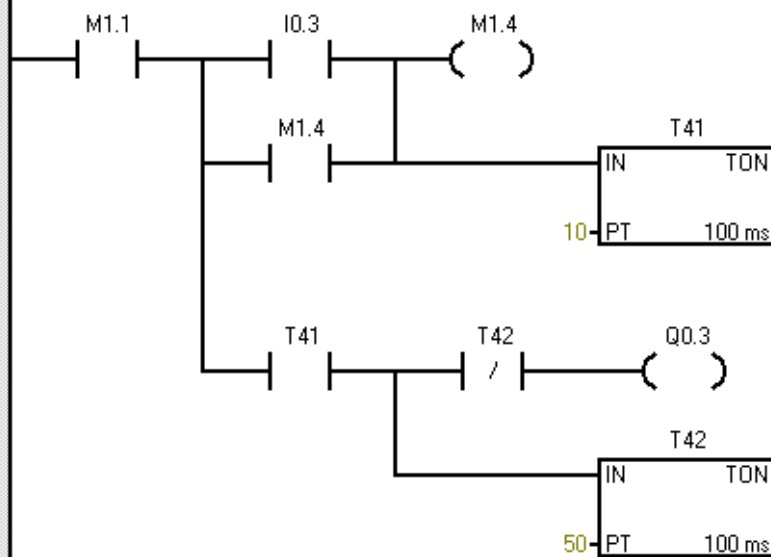 M1.1 I0.3 M1.4
M1.4 T41
IN TON
10 PT 100 ms
T41 T42 Q0.3
/
T42
IN TON
50 PT 100 ms